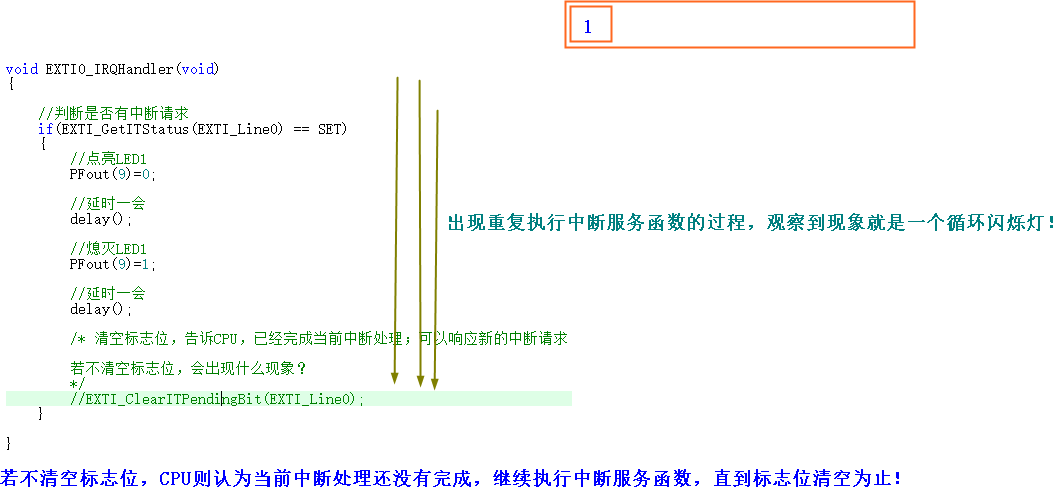 1
void EXTI0_IRQHandler(void)
{
//判断是否有中断请求
if(EXTI_GetITStatus(EXTI_Line0) == SET)
{
//点亮LED1
PFout(9)=0;
//延时一会
delay();
出现重复执行中断服务函数的过程，观察到现象就是一个循环闪烁灯！
//熄灭LED1
PFout(9)=1;
//延时一会
delay();
/* 清空标志位，告诉CPU，已经完成当前中断处理，可以响应新的中断请求
若不清空标志位，会出现什么现象？
*/
//EXTI_ClearITPendingBit(EXTI_Line0);
}
}
若不清空标志位，CPU则认为当前中断处理还没有完成，继续执行中断服务函数，直到标志位清空为止！